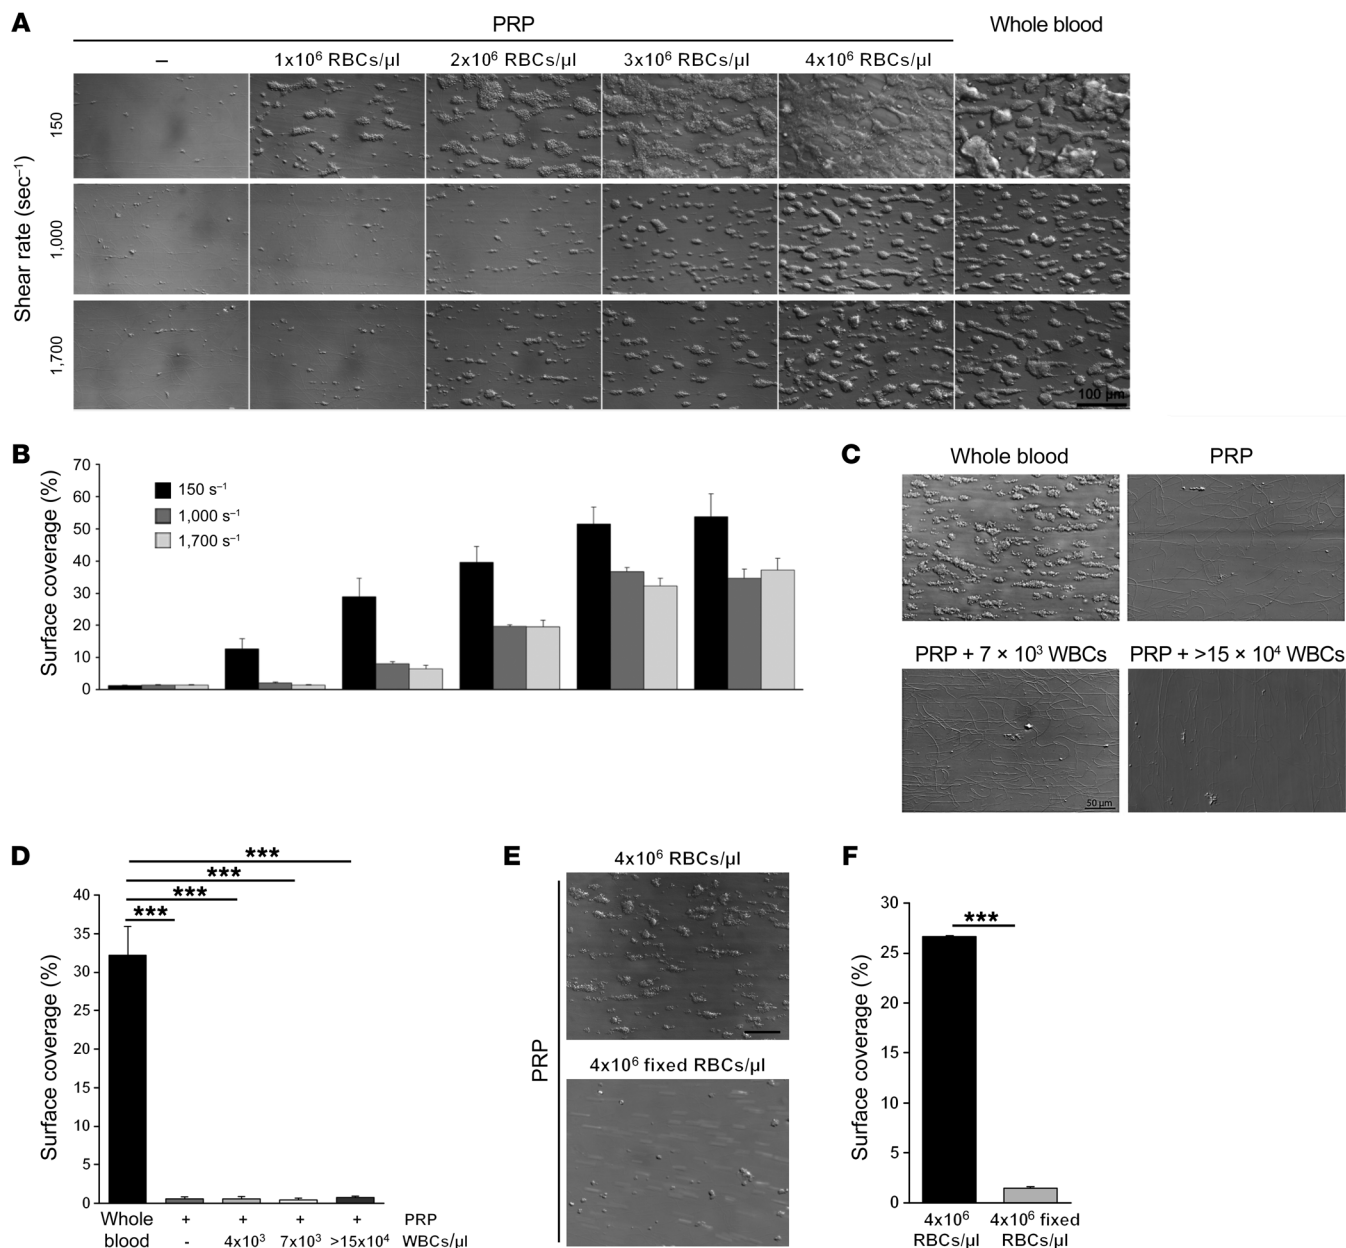 A
PRP
Whole blood
–
1x10⁶ RBCs/µl
2x10⁶ RBCs/µl
3x10⁶ RBCs/µl
4x10⁶ RBCs/µl
Shear rate (sec⁻¹)
150
1,000
1,700
100 µm
B
Surface coverage (%)
70
60
50
40
30
20
10
0
150 s⁻¹
1,000 s⁻¹
1,700 s⁻¹
C
Whole blood
PRP
PRP + 7 × 10³ WBCs
PRP + >15 × 10⁴ WBCs
50 µm
D
***
***
***
***
Surface coverage (%)
40
35
30
25
20
15
10
5
0
Whole blood
+ + + + PRP
- 4x10³ 7x10³ >15x10⁴ WBCs/µl
E
PRP
4x10⁶ RBCs/µl
4x10⁶ fixed RBCs/µl
F
***
Surface coverage (%)
30
25
20
15
10
5
0
4x10⁶ RBCs/µl
4x10⁶ fixed RBCs/µl